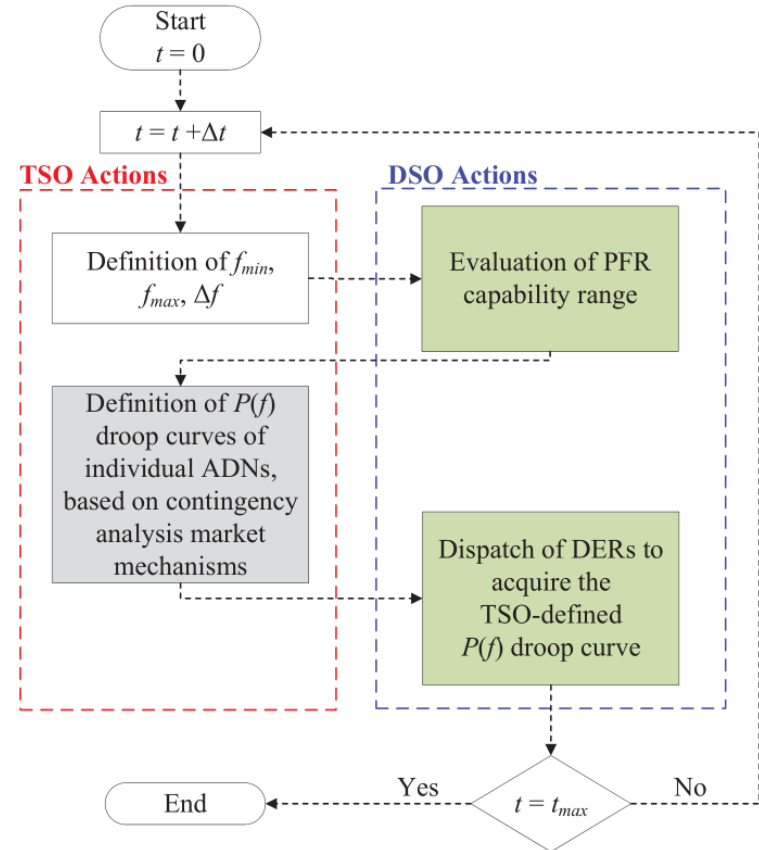 Start
t = 0
t = t +Δt
TSO Actions
DSO Actions
Definition of fmin,
fmax, Δf
Evaluation of PFR
capability range
Definition of P(f)
droop curves of
individual ADNs,
based on contingency
analysis market
mechanisms
Dispatch of DERs to
acquire the
TSO-defined
P(f) droop curve
Yes
No
End
t = tmax